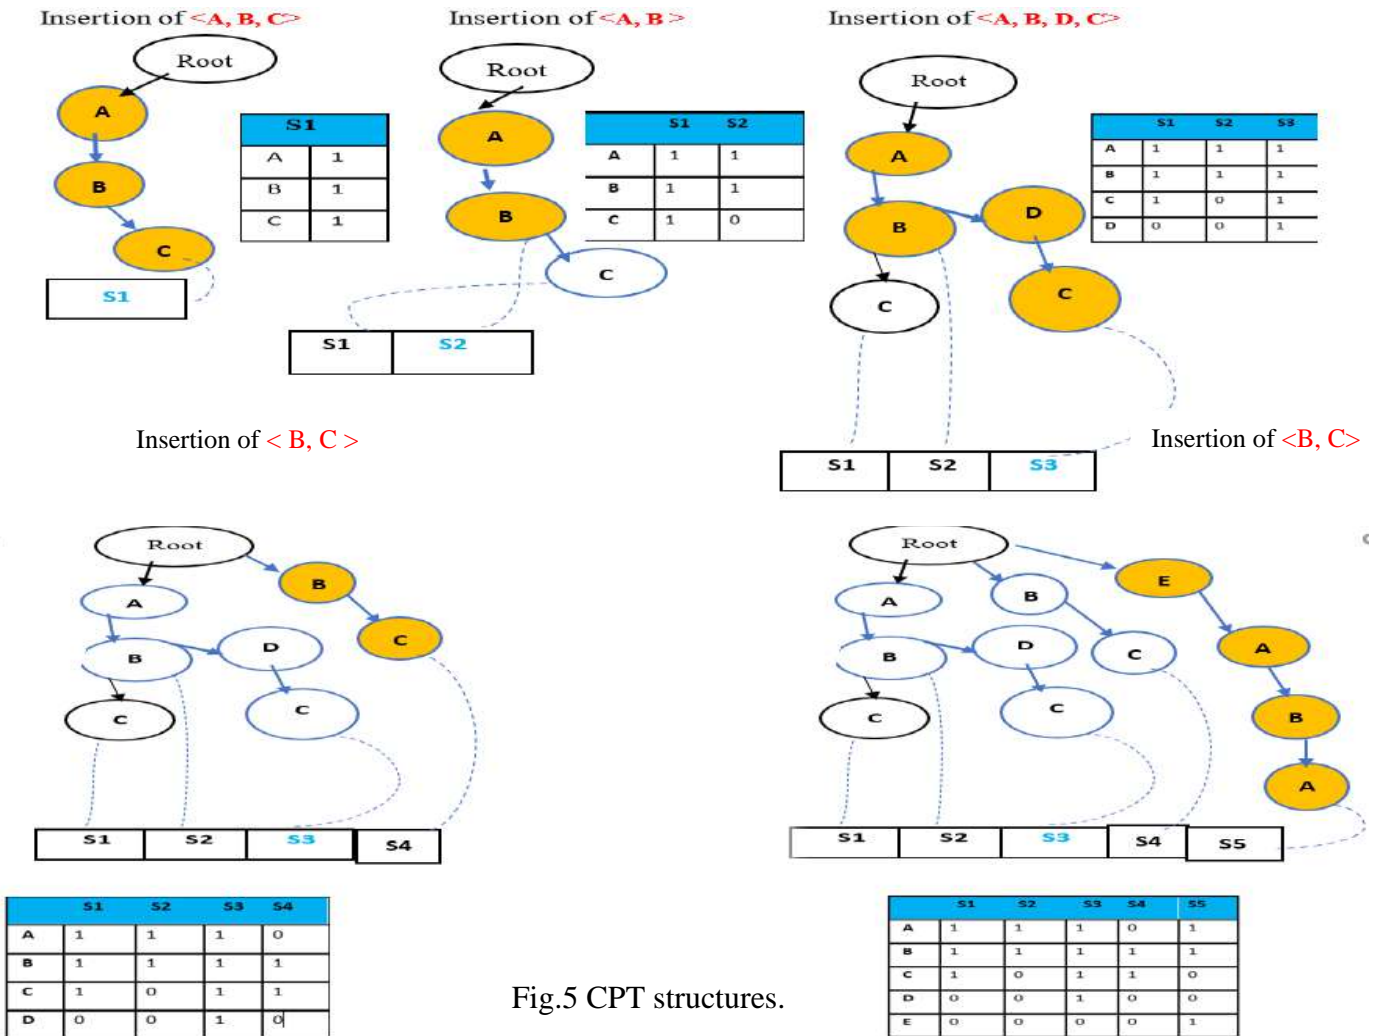 Insertion of <A, B, C>
Root
A
B
C
S1
S1
A 1
B 1
C 1
Insertion of <A, B >
Root
A
B
C
S1 S2
S1 S2
A 1 1
B 1 1
C 1 0
Insertion of <A, B, D, C>
Root
A
B
D
C
C
S1 S2 S3
S1 S2 S3
A 1 1 1
B 1 1 1
C 1 0 1
D 0 0 1
Insertion of < B, C >
Root
B
A
C
B
D
C
C
S1 S2 S3 S4
S1 S2 S3 S4
A 1 1 1 0
B 1 1 1 1
C 1 0 1 1
D 0 0 1 0
Insertion of <B, C>
Root
E
B
A
A
B
D
C
B
C
C
A
S1 S2 S3 S4 S5
S1 S2 S3 S4 S5
A 1 1 1 0 1
B 1 1 1 1 1
C 1 0 1 1 0
D 0 0 1 0 0
E 0 0 0 0 1
Fig.5 CPT structures.